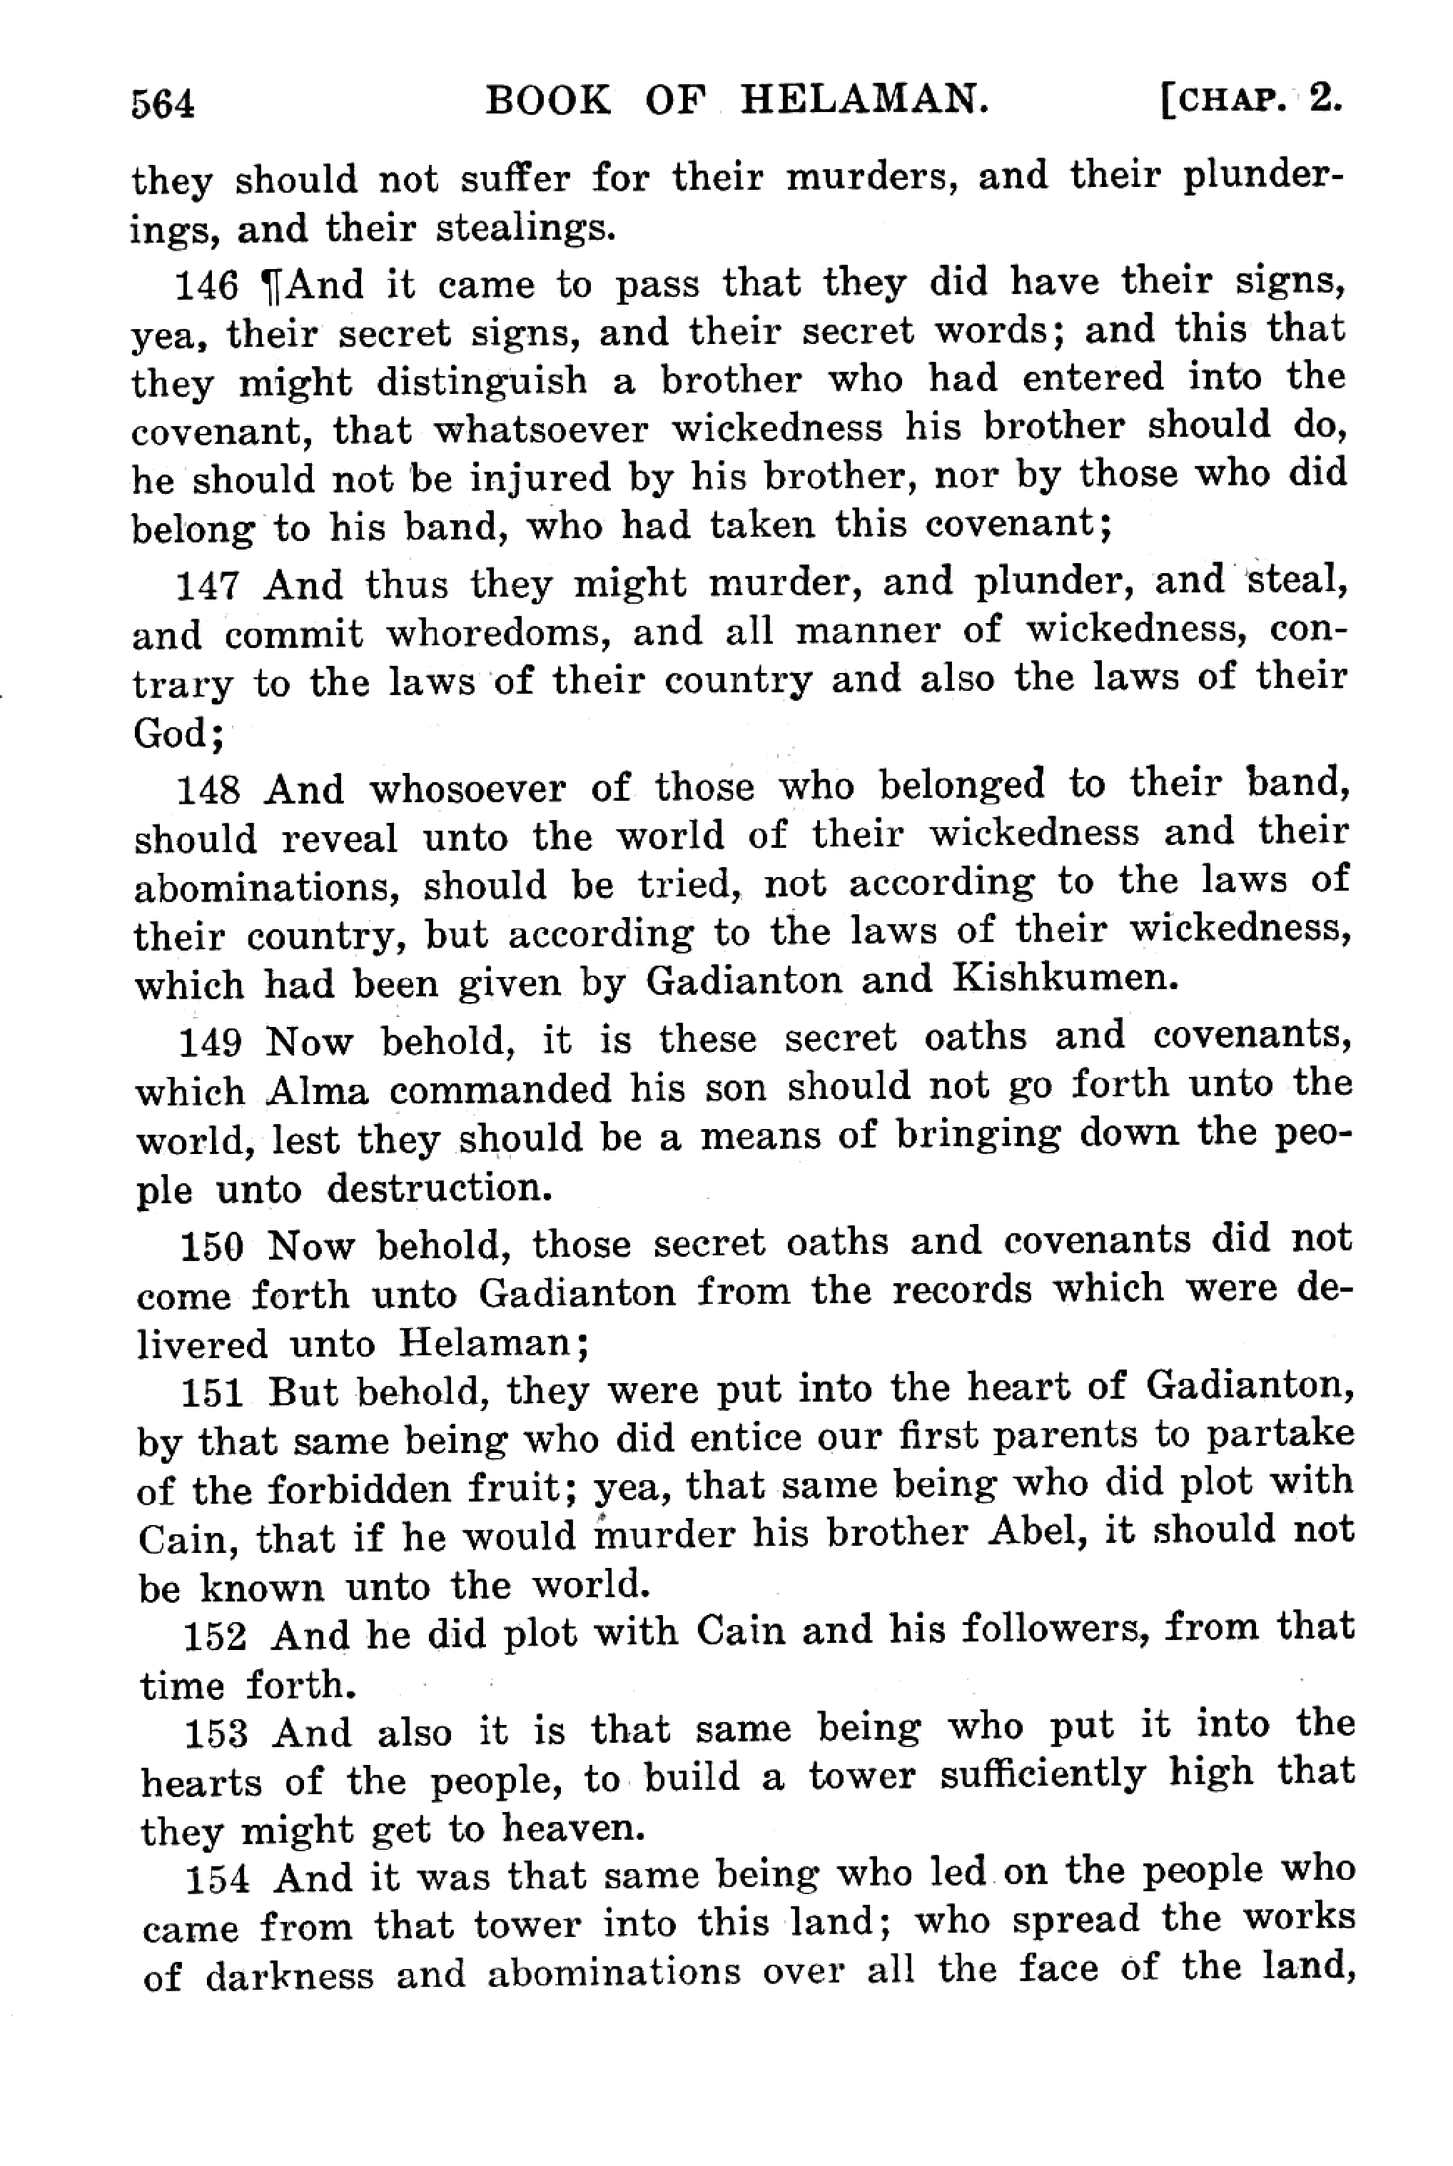 564 BOOK OF HELAMAN. [CHAP. 2.
they should not suffer for their murders, and their plunder-
ings, and their stealings.
146 ¶And it came to pass that they did have their signs,
yea, their secret signs, and their secret words; and this that
they might distinguish a brother who had entered into the
covenant, that whatsoever wickedness his brother should do,
he should not be injured by his brother, nor by those who did
belong to his band, who had taken this covenant;
147 And thus they might murder, and plunder, and steal,
and commit whoredoms, and all manner of wickedness, con-
trary to the laws of their country and also the laws of their
God;
148 And whosoever of those who belonged to their band,
should reveal unto the world of their wickedness and their
abominations, should be tried, not according to the laws of
their country, but according to the laws of their wickedness,
which had been given by Gadianton and Kishkumen.
149 Now behold, it is these secret oaths and covenants,
which Alma commanded his son should not go forth unto the
world, lest they should be a means of bringing down the peo-
ple unto destruction.
150 Now behold, those secret oaths and covenants did not
come forth unto Gadianton from the records which were de-
livered unto Helaman;
151 But behold, they were put into the heart of Gadianton,
by that same being who did entice our first parents to partake
of the forbidden fruit; yea, that same being who did plot with
Cain, that if he would murder his brother Abel, it should not
be known unto the world.
152 And he did plot with Cain and his followers, from that
time forth.
153 And also it is that same being who put it into the
hearts of the people, to build a tower sufficiently high that
they might get to heaven.
154 And it was that same being who led on the people who
came from that tower into this land; who spread the works
of darkness and abominations over all the face of the land,